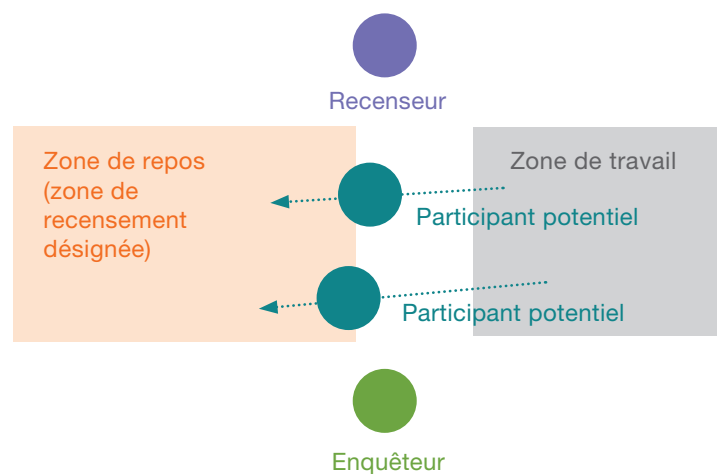 Recenseur
Zone de repos
(zone de
recensement
désignée)
Zone de travail
Participant potentiel
Participant potentiel
Enquêteur